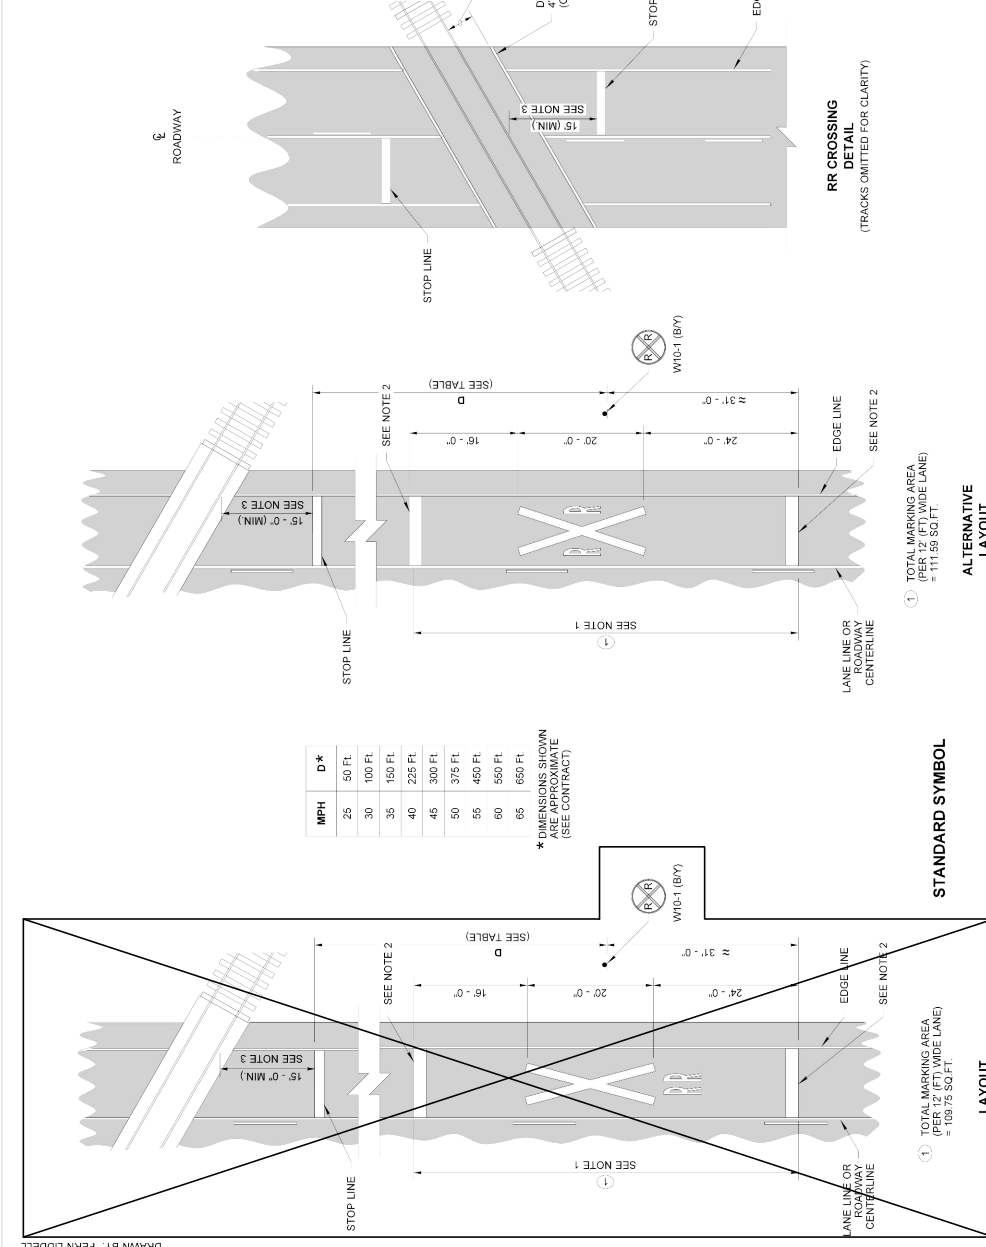 ℄
ROADWAY
STOP LINE
15' (MIN.)
SEE NOTE 3
RR CROSSING
DETAIL
(TRACKS OMITTED FOR CLARITY)
15' - 0" (MIN.)
SEE NOTE 3
STOP LINE
SEE NOTE 2
D
(SEE TABLE)
16' - 0"
20' - 0"
24' - 0"
≈ 31' - 0"
R R
R R
W10-1 (B/Y)
EDGE LINE
SEE NOTE 2
1
SEE NOTE 1
LANE LINE OR
ROADWAY
CENTERLINE
1 TOTAL MARKING AREA
(PER 12' (FT) WIDE LANE)
= 111.59 SQ.FT.
ALTERNATIVE
LAYOUT
MPH D*
25 50 Ft.
30 100 Ft.
35 150 Ft.
40 225 Ft.
45 300 Ft.
50 375 Ft.
55 450 Ft.
60 550 Ft.
65 650 Ft.
* DIMENSIONS SHOWN
ARE APPROXIMATE
(SEE CONTRACT)
STANDARD SYMBOL
15' - 0" (MIN.)
SEE NOTE 3
STOP LINE
SEE NOTE 2
D
(SEE TABLE)
16' - 0"
20' - 0"
24' - 0"
≈ 31' - 0"
R R
R R
W10-1 (B/Y)
EDGE LINE
SEE NOTE 2
1
SEE NOTE 1
LANE LINE OR
ROADWAY
CENTERLINE
1 TOTAL MARKING AREA
(PER 12' (FT) WIDE LANE)
= 109.75 SQ.FT.
LAYOUT
DRAWN BY: FERN LIDDELL
STOP